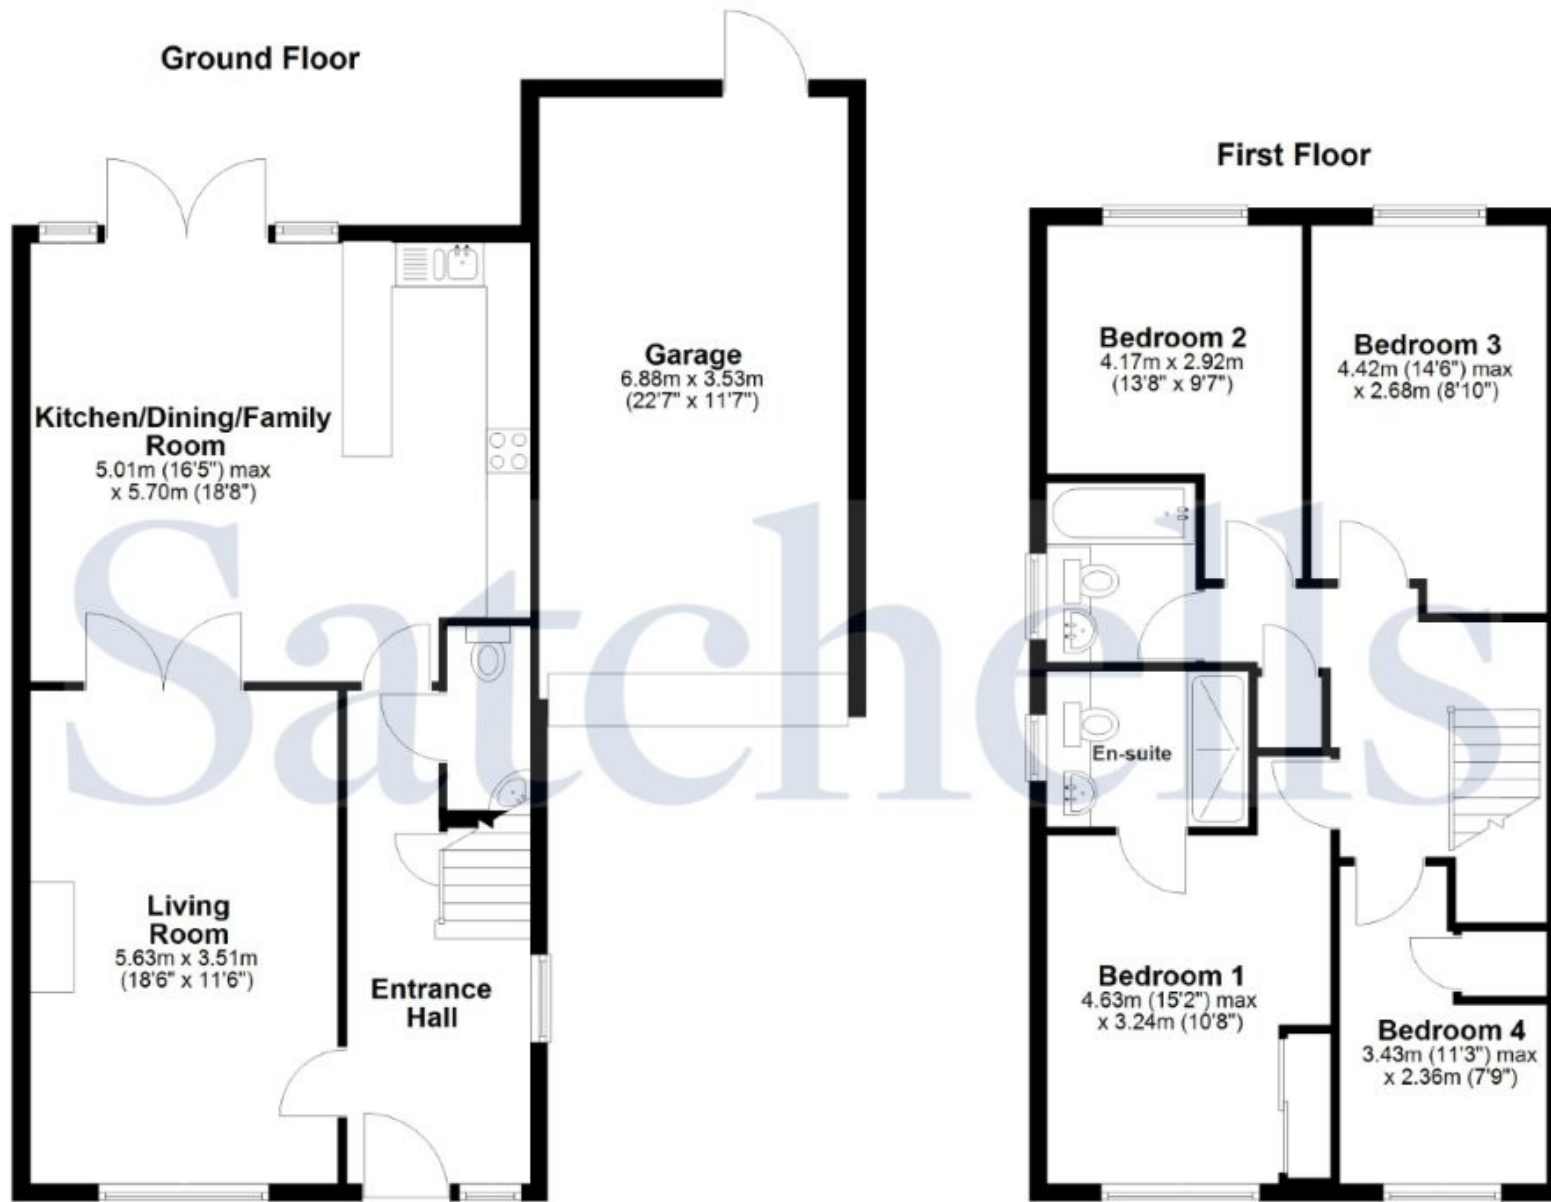 Ground Floor
Kitchen/Dining/Family
Room
5.01m (16'5") max
x 5.70m (18'8")
Garage
6.88m x 3.53m
(22'7" x 11'7")
Living
Room
5.63m x 3.51m
(18'6" x 11'6")
Entrance
Hall
First Floor
Bedroom 2
4.17m x 2.92m
(13'8" x 9'7")
Bedroom 3
4.42m (14'6") max
x 2.68m (8'10")
En-suite
Bedroom 1
4.63m (15'2") max
x 3.24m (10'8")
Bedroom 4
3.43m (11'3") max
x 2.36m (7'9")
Satchells